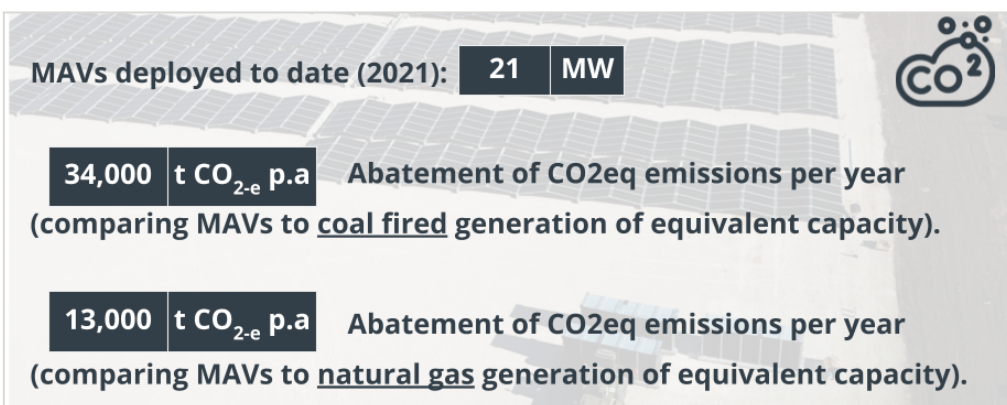 MAVs deployed to date (2021): 21 MW
CO2
34,000 t CO2-e p.a Abatement of CO2eq emissions per year
(comparing MAVs to coal fired generation of equivalent capacity).
13,000 t CO2-e p.a Abatement of CO2eq emissions per year
(comparing MAVs to natural gas generation of equivalent capacity).